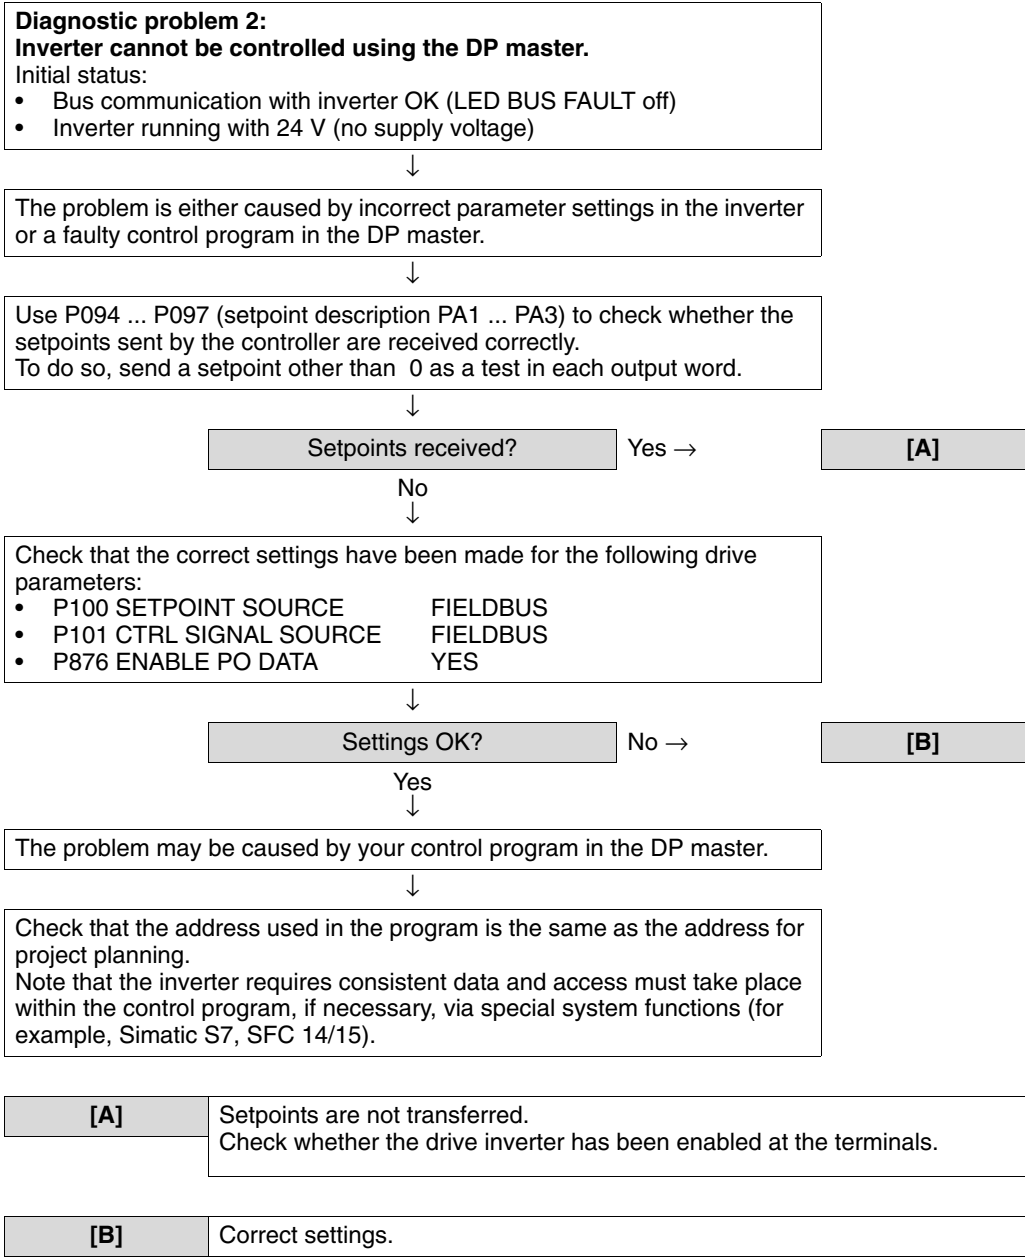 Diagnostic problem 2:
Inverter cannot be controlled using the DP master.
Initial status:
• Bus communication with inverter OK (LED BUS FAULT off)
• Inverter running with 24 V (no supply voltage)
↓
The problem is either caused by incorrect parameter settings in the inverter
or a faulty control program in the DP master.
↓
Use P094 ... P097 (setpoint description PA1 ... PA3) to check whether the
setpoints sent by the controller are received correctly.
To do so, send a setpoint other than 0 as a test in each output word.
↓
Setpoints received? Yes → [A]
No
↓
Check that the correct settings have been made for the following drive
parameters:
• P100 SETPOINT SOURCE FIELDBUS
• P101 CTRL SIGNAL SOURCE FIELDBUS
• P876 ENABLE PO DATA YES
↓
Settings OK? No → [B]
Yes
↓
The problem may be caused by your control program in the DP master.
↓
Check that the address used in the program is the same as the address for
project planning.
Note that the inverter requires consistent data and access must take place
within the control program, if necessary, via special system functions (for
example, Simatic S7, SFC 14/15).
[A] Setpoints are not transferred.
Check whether the drive inverter has been enabled at the terminals.
[B] Correct settings.